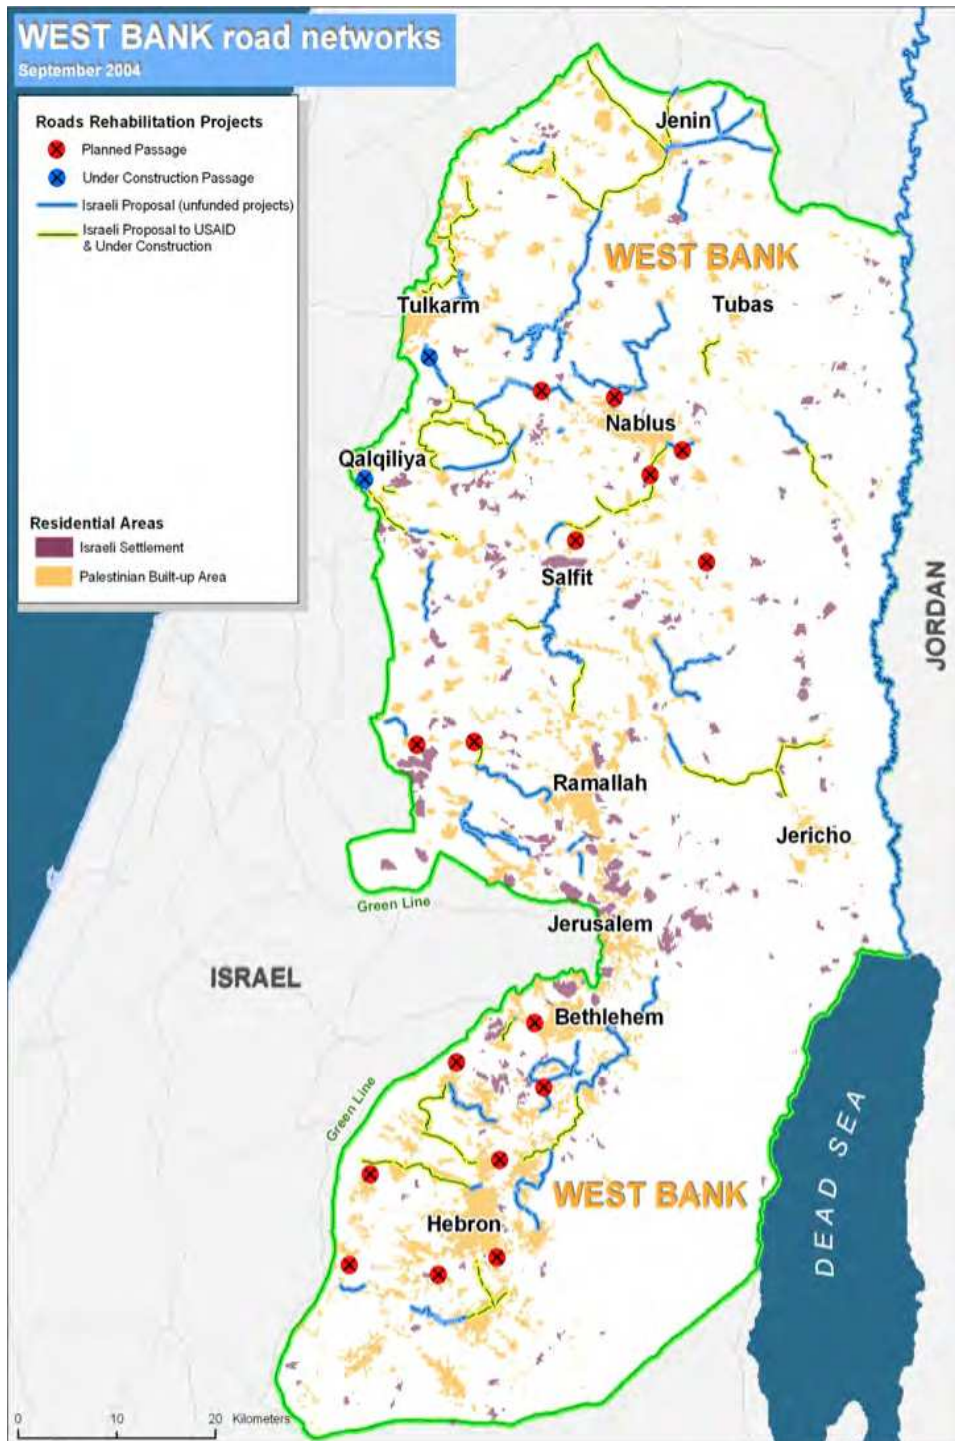 WEST BANK road networks
September 2004
Roads Rehabilitation Projects
Planned Passage
Under Construction Passage
Israeli Proposal (unfunded projects)
Israeli Proposal to USAID
& Under Construction
Residential Areas
Israeli Settlement
Palestinian Built-up Area
Jenin
WEST BANK
Tulkarm
Tubas
Nablus
Qalqiliya
Salfit
JORDAN
Ramallah
Jericho
Green Line
Jerusalem
ISRAEL
Bethlehem
Green Line
DEAD SEA
WEST BANK
Hebron
0 10 20 Kilometers